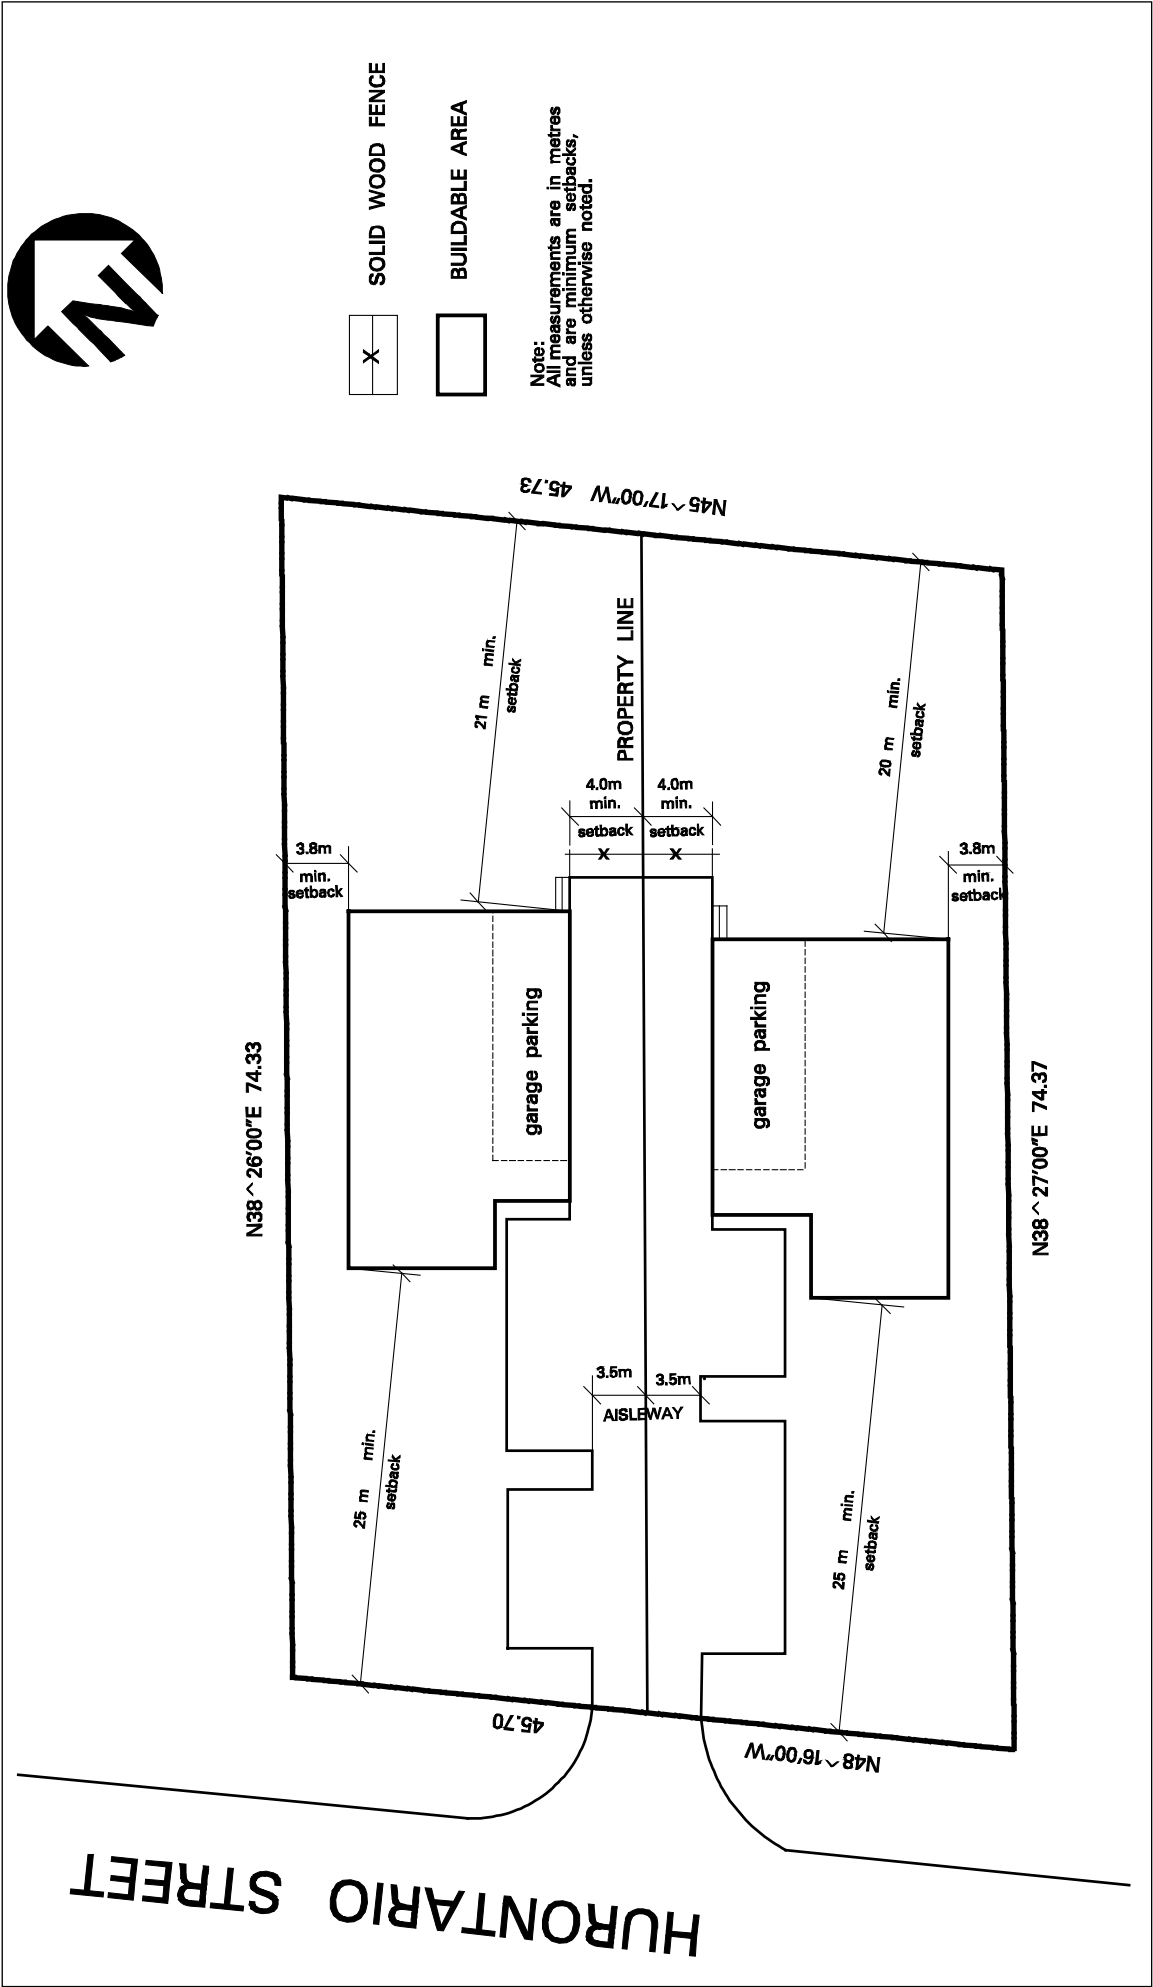 N
SOLID WOOD FENCE
X
BUILDABLE AREA
Note:
All measurements are in metres
and are minimum setbacks,
unless otherwise noted.
N45^17'00"W 45.73
21 m min.
setback
PROPERTY LINE
20 m min.
setback
4.0m
min.
setback
4.0m
min.
setback
X
X
3.8m
min.
setback
3.8m
min.
setback
garage parking
garage parking
N38^26'00"E 74.33
N38^27'00"E 74.37
3.5m
3.5m
AISLEWAY
25 m min.
setback
25 m min.
setback
45.70
N48^16'00"W
HURONTARIO STREET